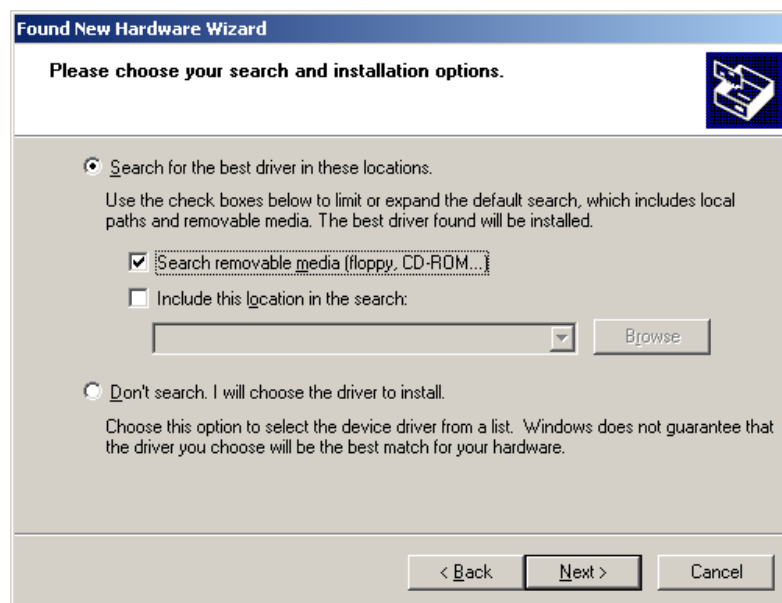 Found New Hardware Wizard
Please choose your search and installation options.
Search for the best driver in these locations.
Use the check boxes below to limit or expand the default search, which includes local
paths and removable media. The best driver found will be installed.
Search removable media (floppy, CD-ROM...)
Include this location in the search:
Browse
Don't search. I will choose the driver to install.
Choose this option to select the device driver from a list.  Windows does not guarantee that
the driver you choose will be the best match for your hardware.
< Back
Next >
Cancel